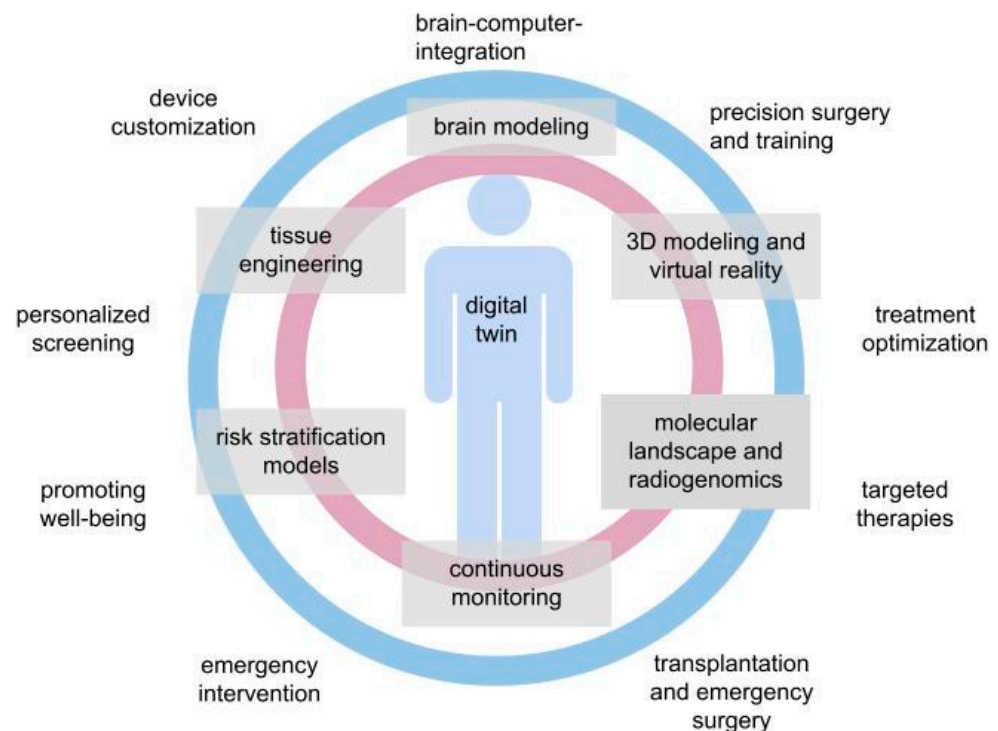 brain-computer-
integration
device
customization
brain modeling
precision surgery
and training
tissue
engineering
3D modeling and
virtual reality
digital
twin
personalized
screening
treatment
optimization
risk stratification
models
molecular
landscape and
radiogenomics
promoting
well-being
targeted
therapies
continuous
monitoring
emergency
intervention
transplantation
and emergency
surgery